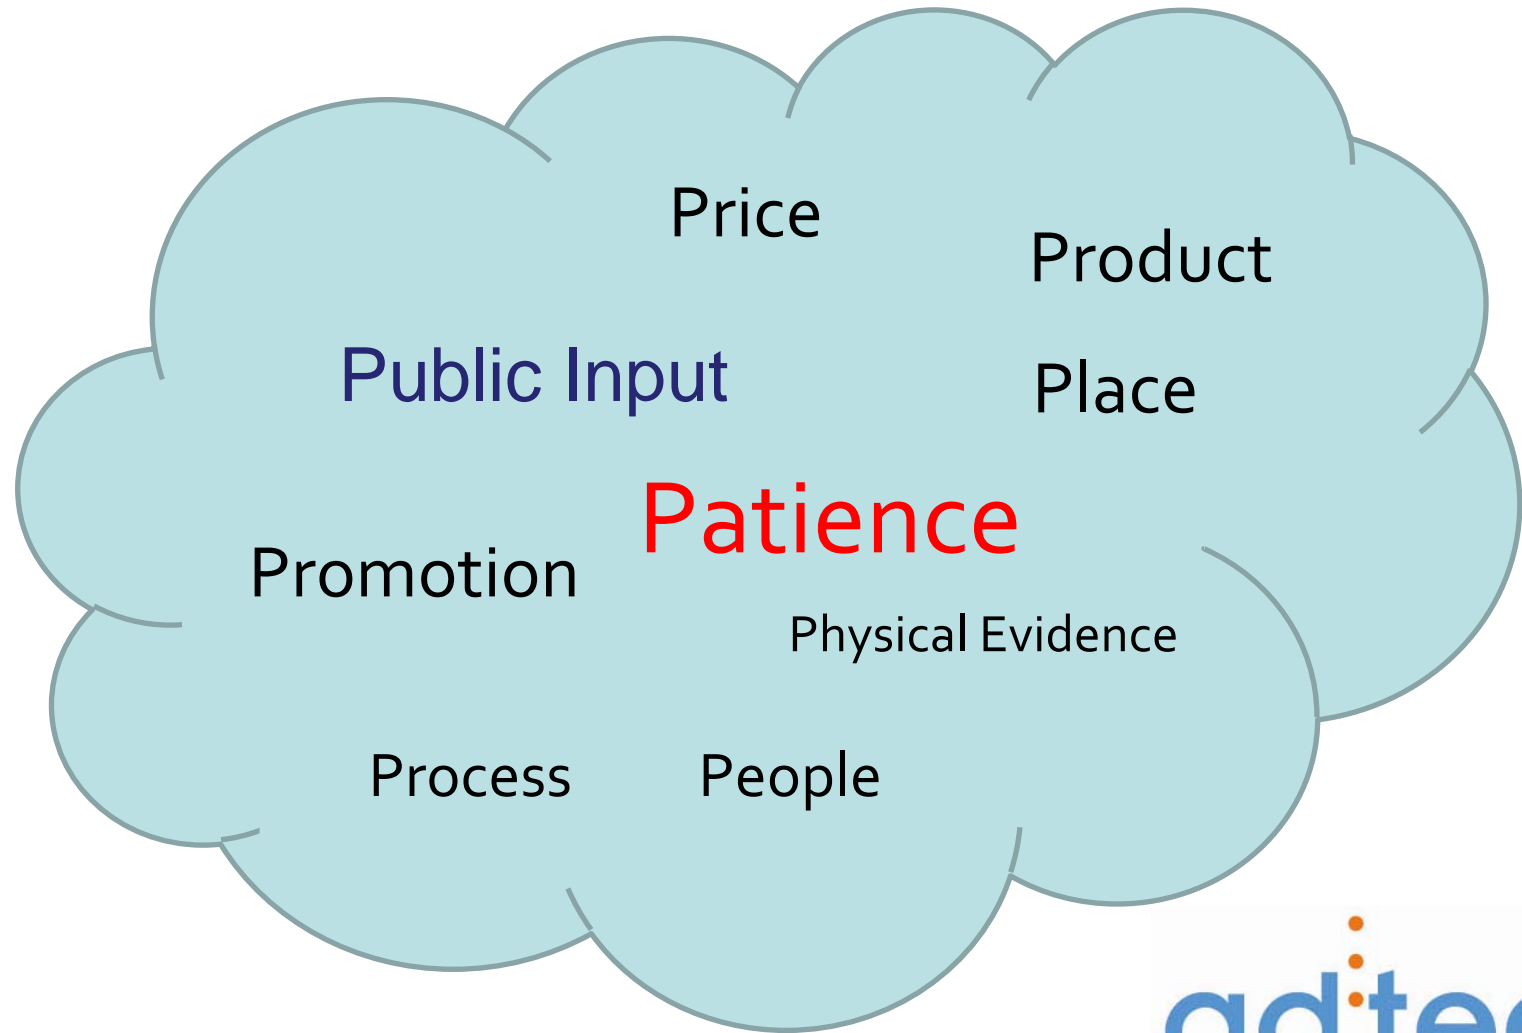 Price
Product
Public Input
Place
Patience
Promotion
Physical Evidence
Process
People